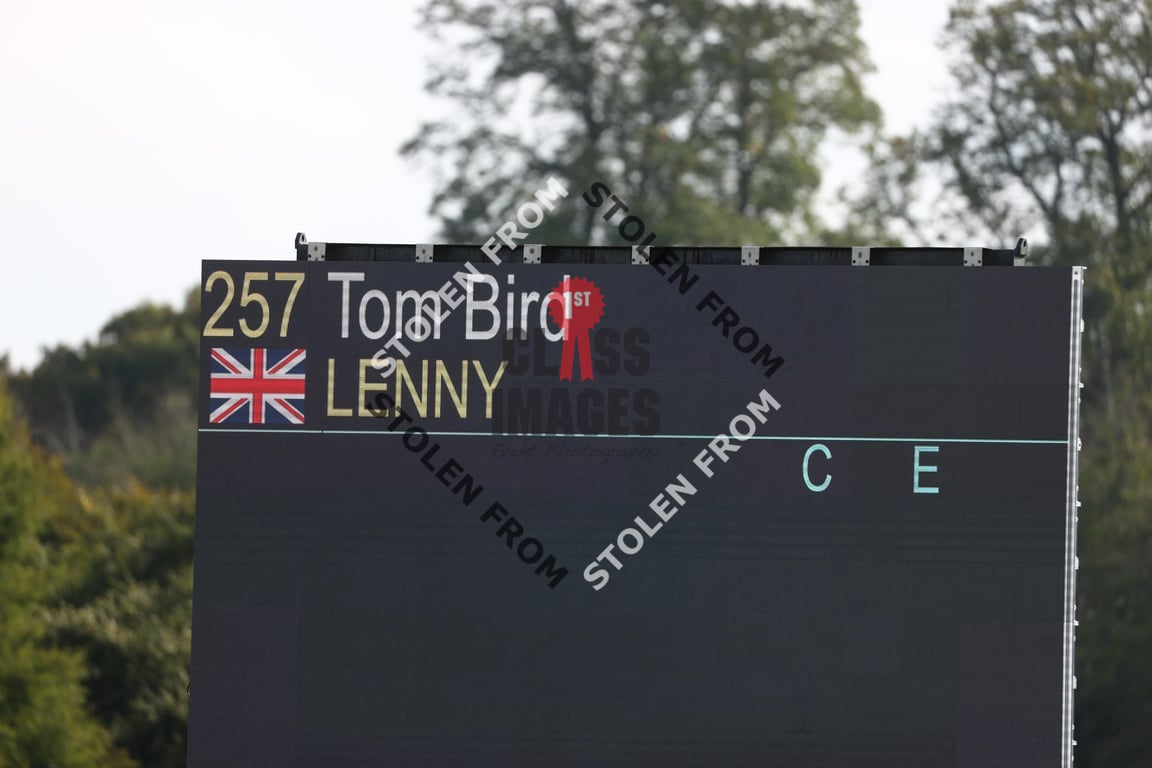 257 Tom Bird
LENNY
C E
STOLEN FROM
STOLEN FROM
STOLEN FROM
STOLEN FROM
1ST
CLASS
IMAGES
Event Photography